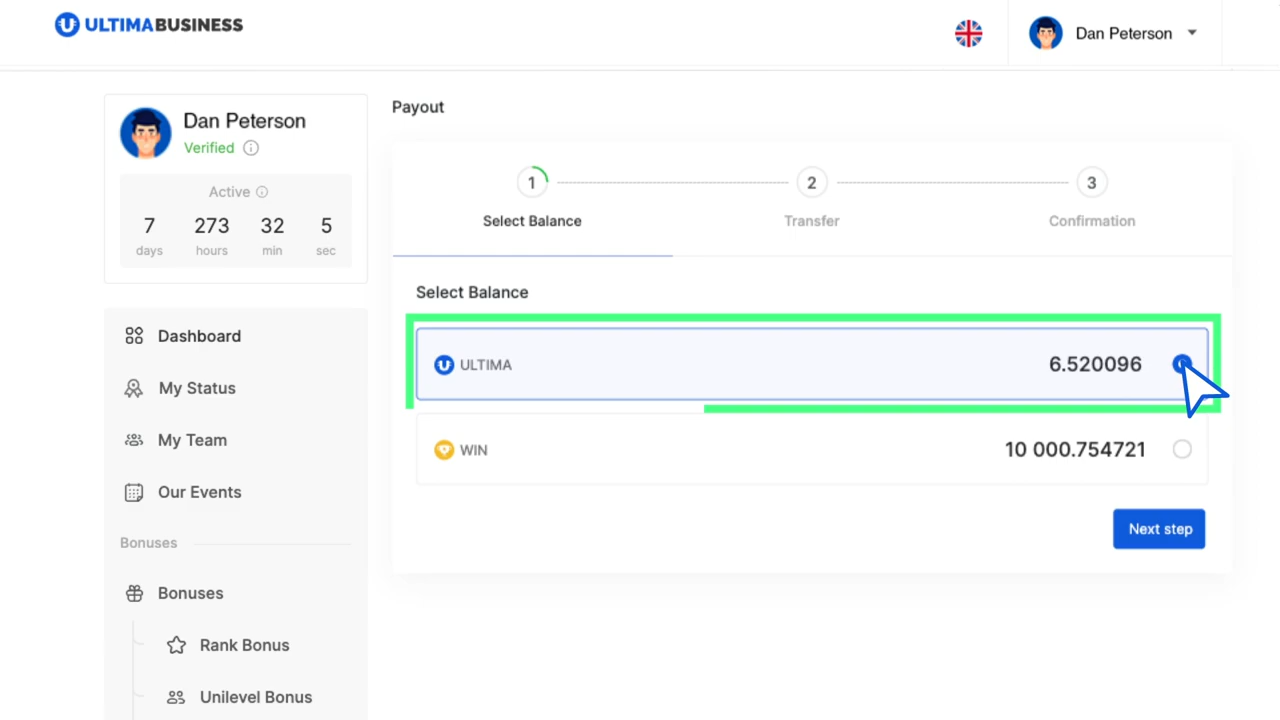 ULTIMABUSINESS
Dan Peterson
Dan Peterson
Verified
Active
7 273 32 5
days hours min sec
Dashboard
My Status
My Team
Our Events
Bonuses
Bonuses
Rank Bonus
Unilevel Bonus
Payout
1 2 3
Select Balance Transfer Confirmation
Select Balance
ULTIMA 6.520096
WIN 10 000.754721
Next step